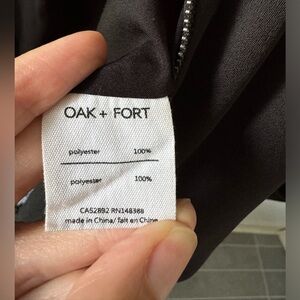 OAK + FORT
polyester 100%
polyester 100%
CA52892 RN148368
made in China/ fait en Chine